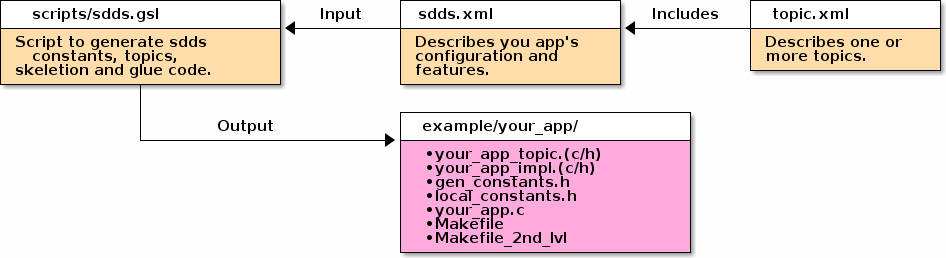 scripts/sdds.gsl
Input
sdds.xml
Includes
topic.xml
Script to generate sdds
constants, topics,
skeletion and glue code.
Describes you app's
configuration and
features.
Describes one or
more topics.
Output
example/your_app/
•your_app_topic.(c/h)
•your_app_impl.(c/h)
•gen_constants.h
•local_constants.h
•your_app.c
•Makefile
•Makefile_2nd_lvl